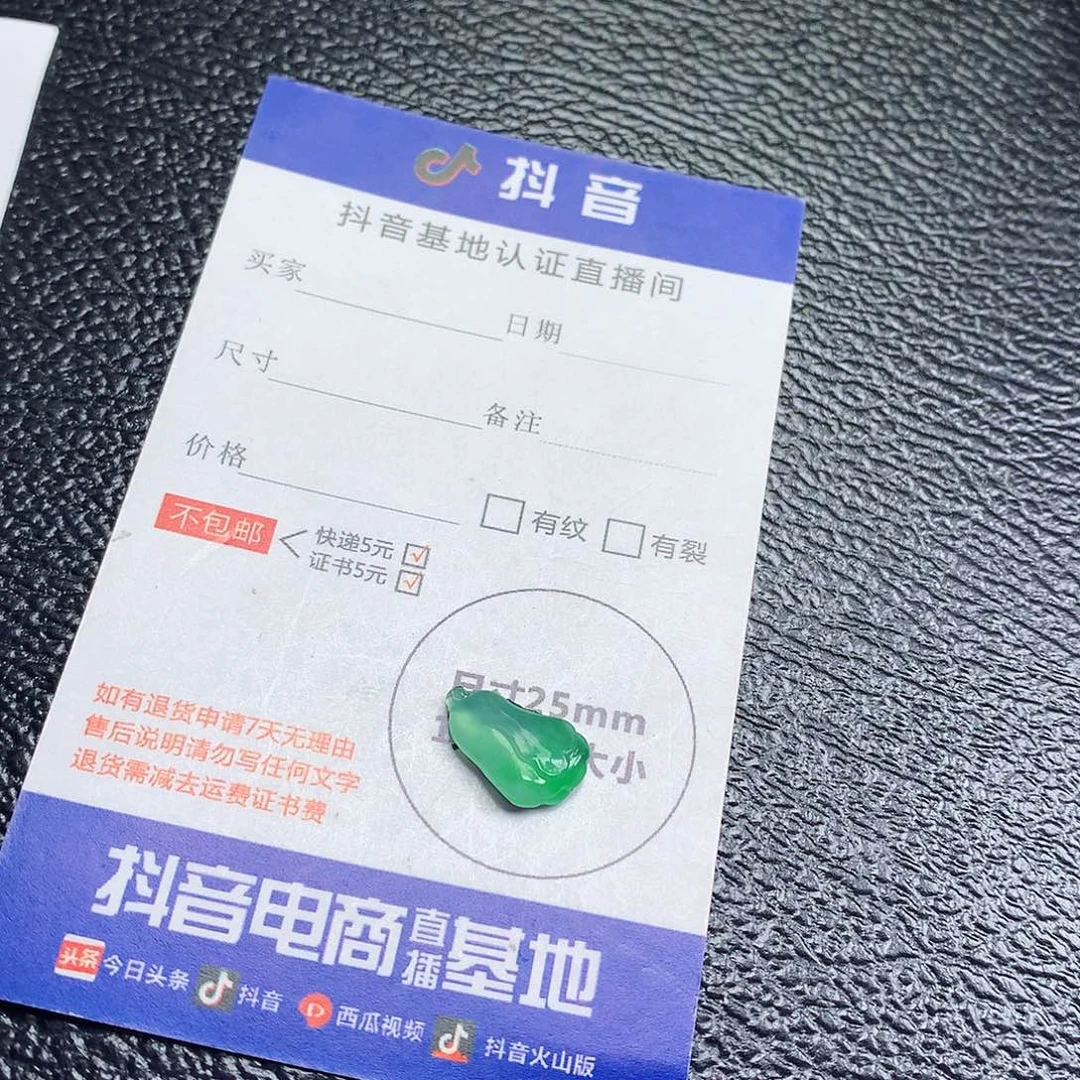 抖音
抖音基地认证直播间
买家 日期
尺寸 备注
价格
有纹 有裂
不包邮
快递5元
证书5元
尺寸25mm
大小
如有退货申请7天无理由
售后说明请勿写任何文字
退货需减去运费证书费
抖音电商直播基地
头条 今日头条 抖音 西瓜视频 抖音火山版